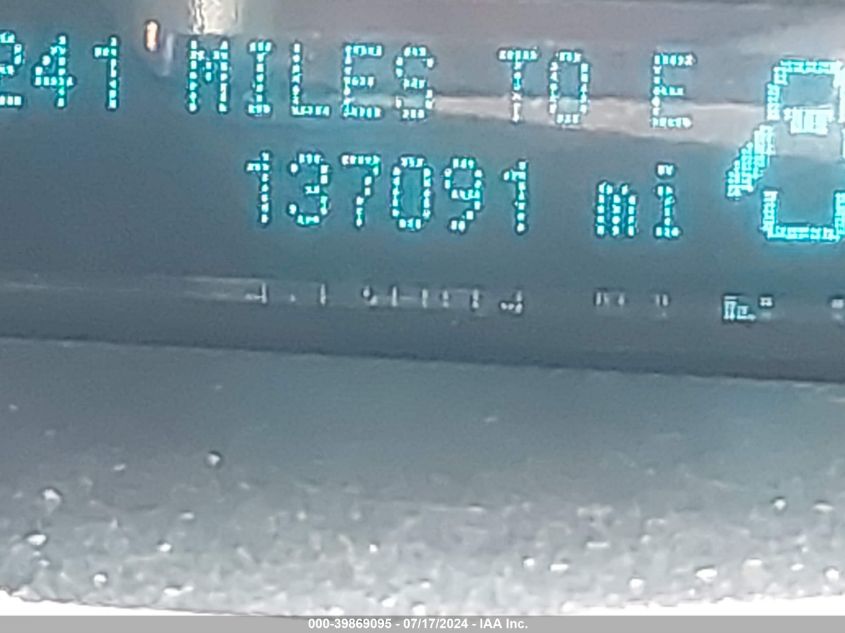 241 MILES TO E
137091 mi
000-39869095 - 07/17/2024 - IAA Inc.